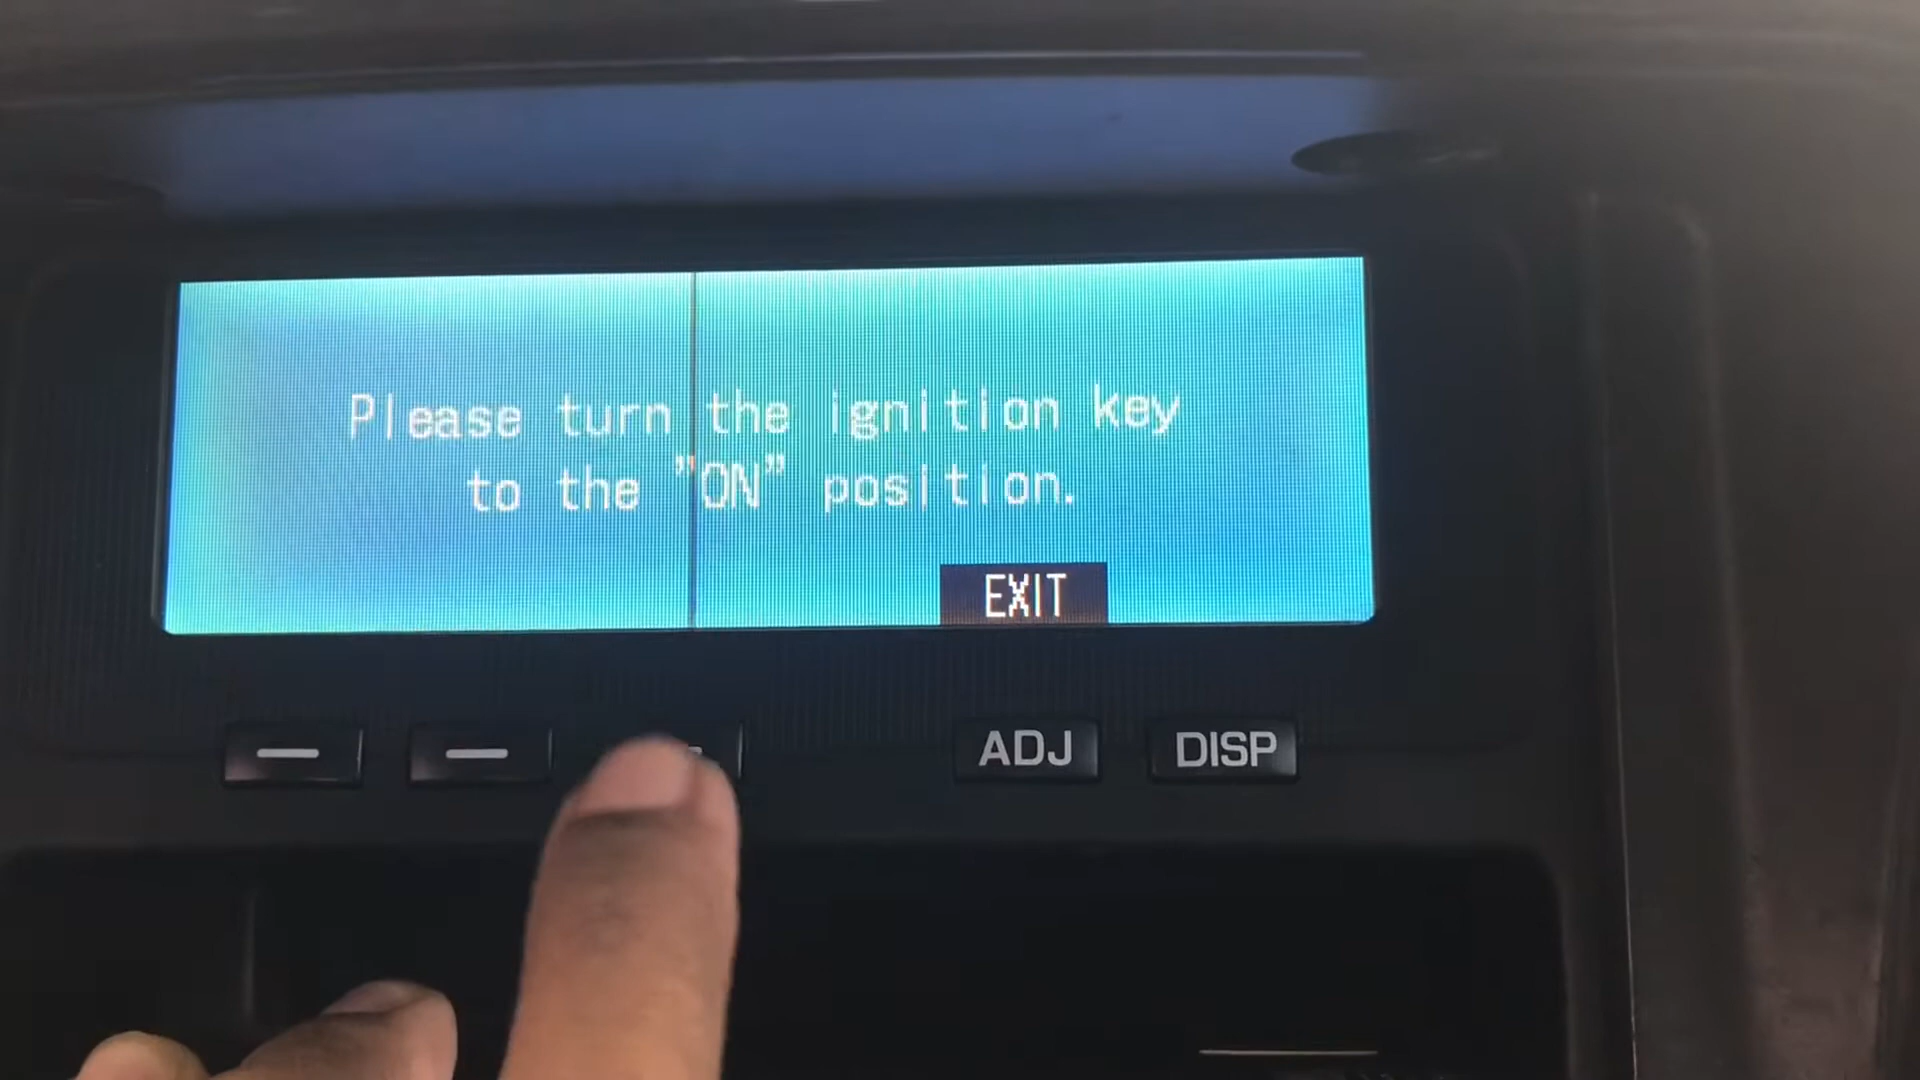 Please turn the ignition key
to the "ON" position.
EXIT
ADJ DISP